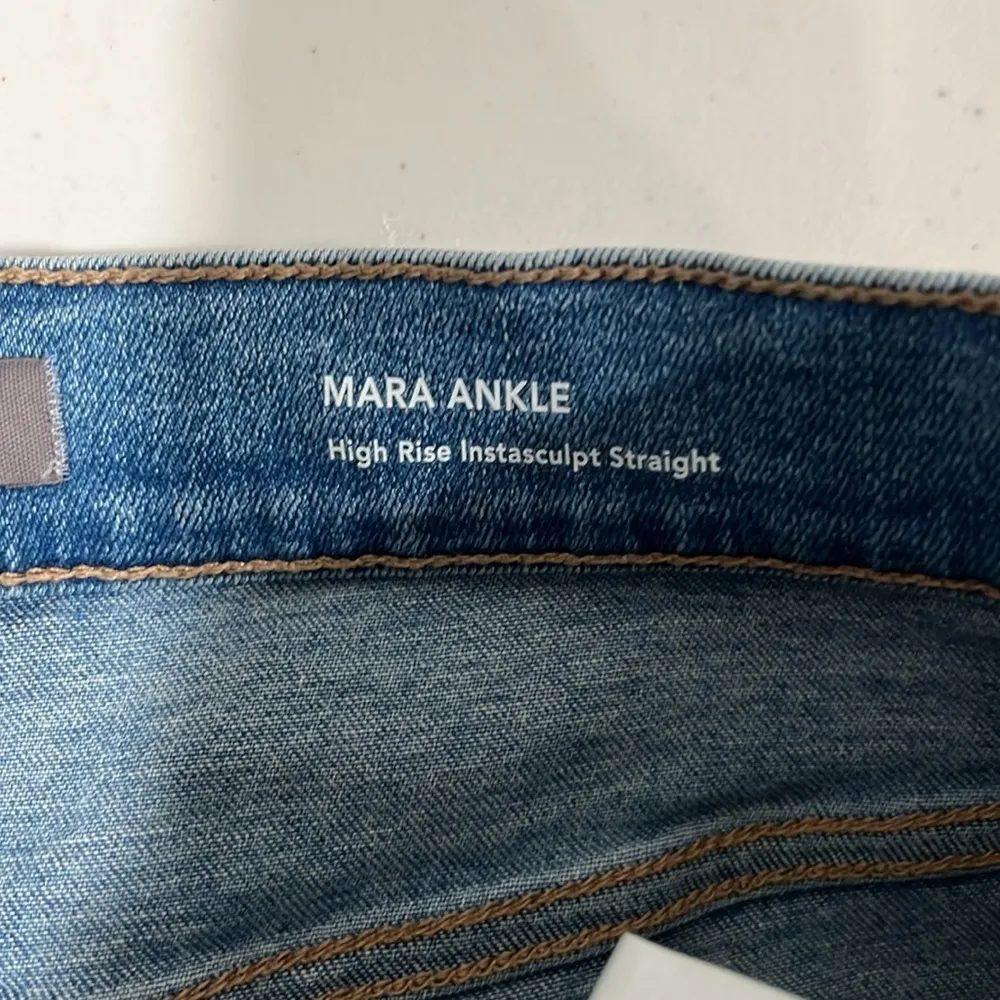 MARA ANKLE
High Rise Instasculpt Straight